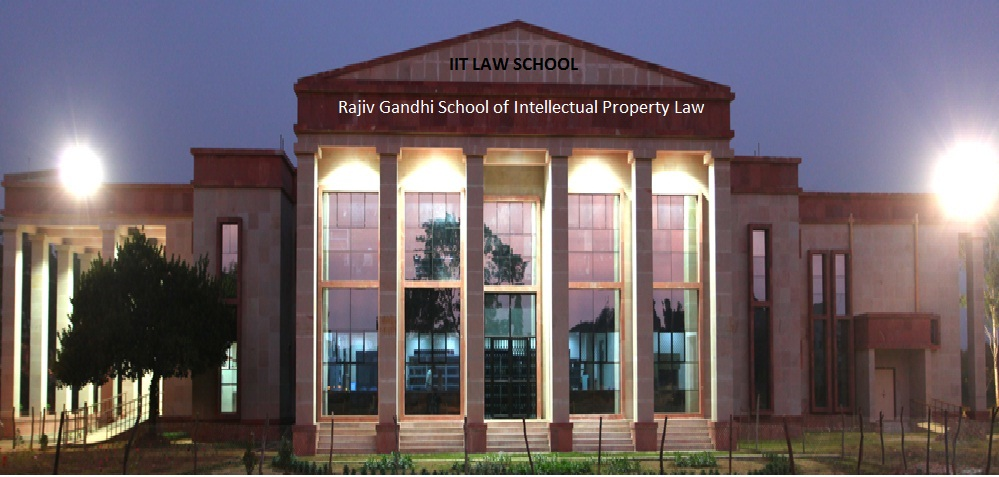 IIT LAW SCHOOL
Rajiv Gandhi School of Intellectual Property Law